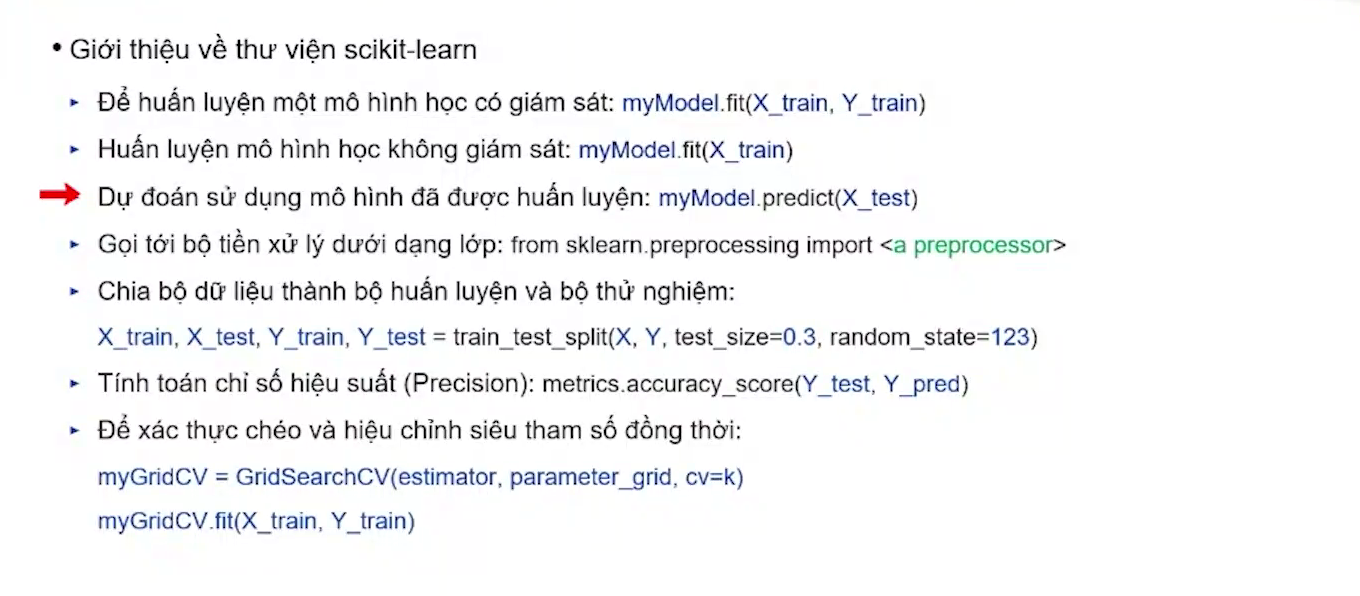 • Giới thiệu về thư viện scikit-learn
► Để huấn luyện một mô hình học có giám sát: myModel.fit(X_train, Y_train)
► Huấn luyện mô hình học không giám sát: myModel.fit(X_train)
Dự đoán sử dụng mô hình đã được huấn luyện: myModel.predict(X_test)
► Gọi tới bộ tiền xử lý dưới dạng lớp: from sklearn.preprocessing import <a preprocessor>
► Chia bộ dữ liệu thành bộ huấn luyện và bộ thử nghiệm:
X_train, X_test, Y_train, Y_test = train_test_split(X, Y, test_size=0.3, random_state=123)
► Tính toán chỉ số hiệu suất (Precision): metrics.accuracy_score(Y_test, Y_pred)
► Để xác thực chéo và hiệu chỉnh siêu tham số đồng thời:
myGridCV = GridSearchCV(estimator, parameter_grid, cv=k)
myGridCV.fit(X_train, Y_train)